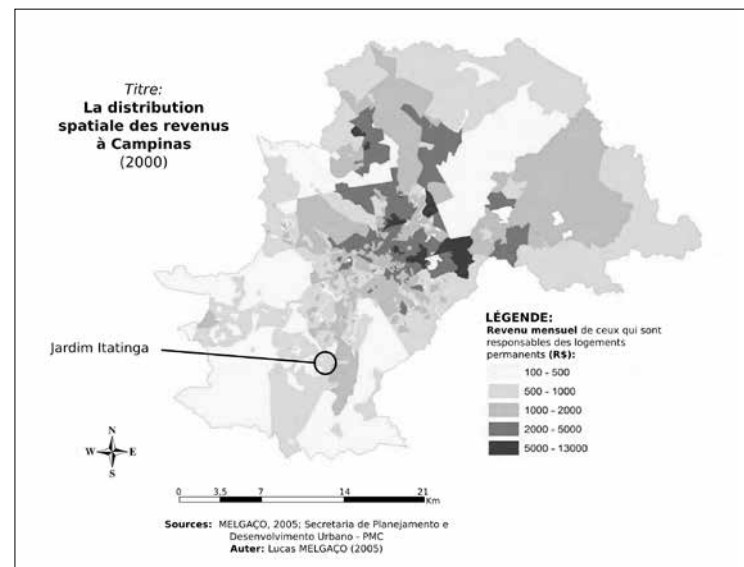 Titre:
La distribution
spatiale des revenus
à Campinas
(2000)
Jardim Itatinga
LÉGENDE:
Revenu mensuel de ceux qui sont
responsables des logements
permanents (R$):
100 - 500
500 - 1000
1000 - 2000
2000 - 5000
5000 - 13000
N
W E
S
0 3,5 7 14 21
Km
Sources: MELGAÇO, 2005; Secretaria de Planejamento e
Desenvolvimento Urbano - PMC
Auter: Lucas MELGAÇO (2005)